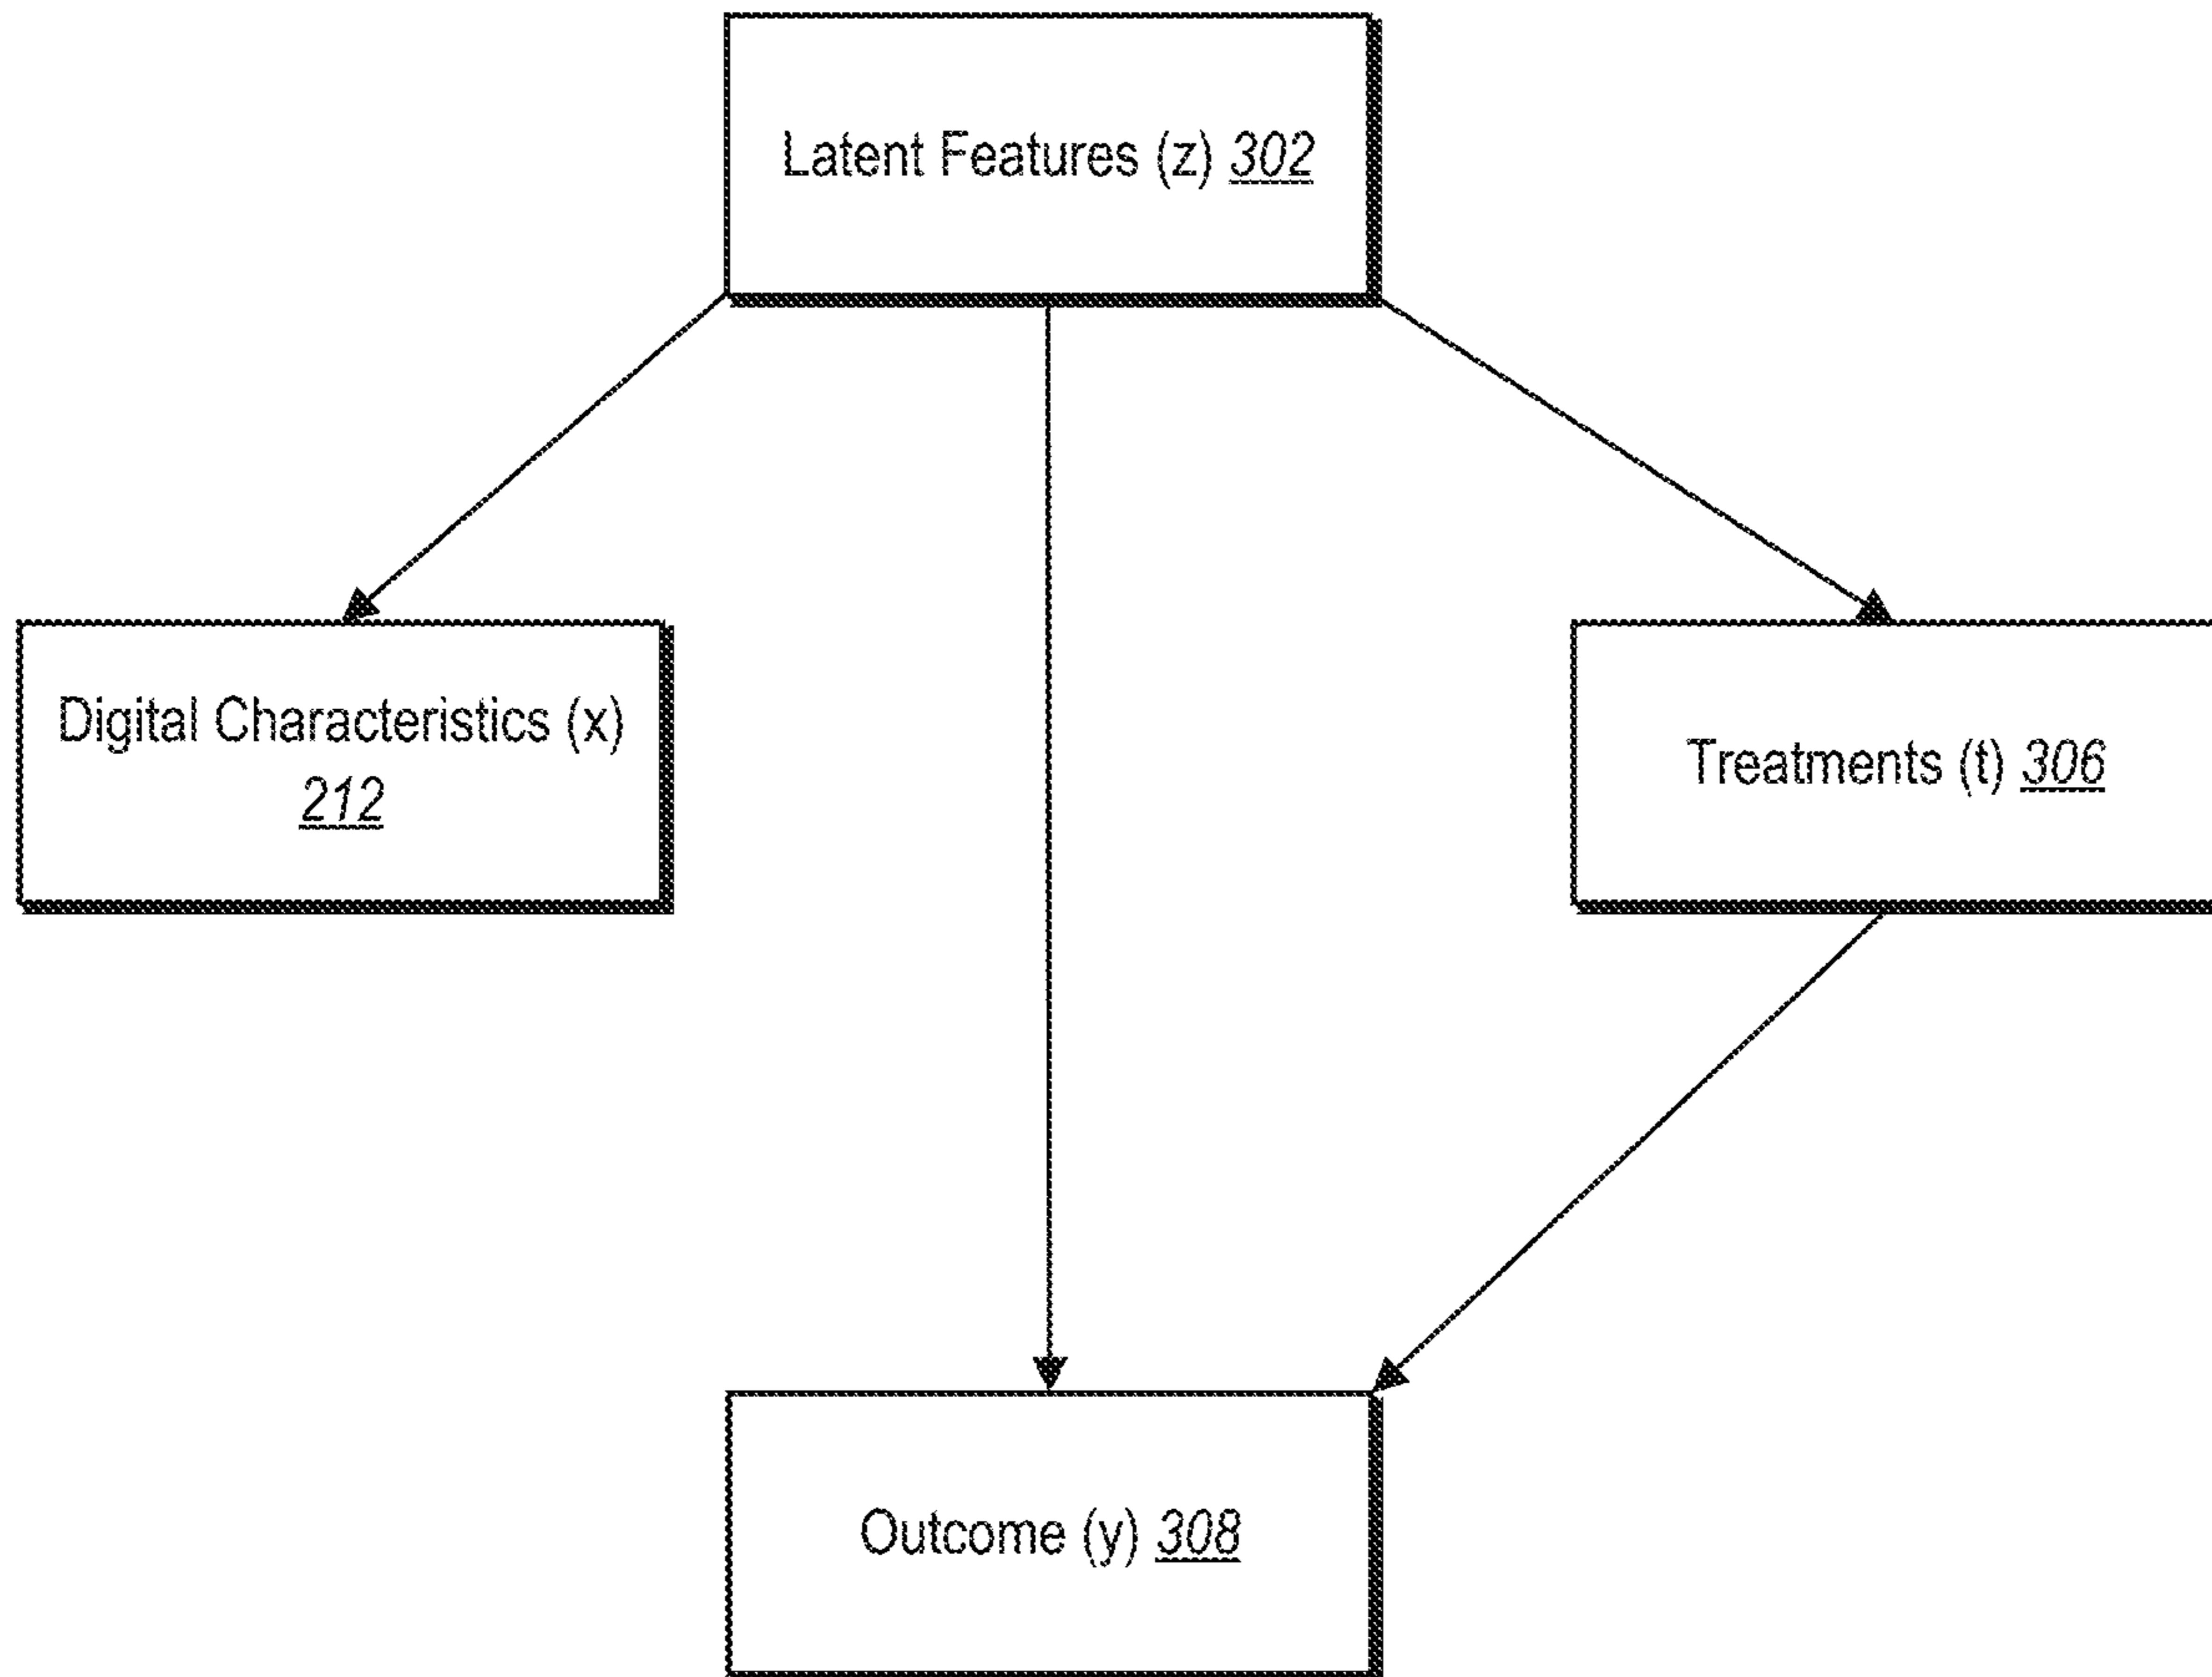 Latent Features (z) 302
Digital Characteristics (x)
212
Treatments (t) 306
Outcome (y) 308